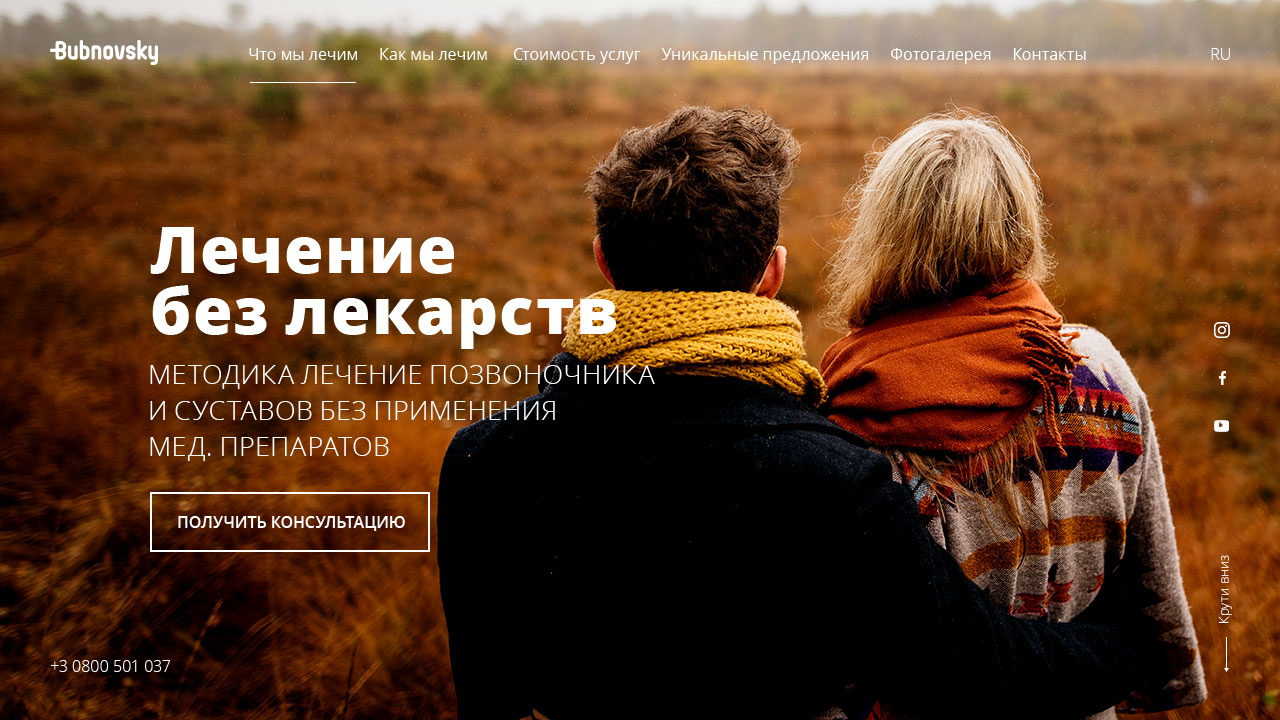 Bubnovsky
Что мы лечим
Как мы лечим
Стоимость услуг
Уникальные предложения
Фотогалерея
Контакты
RU
Лечение
без лекарств
МЕТОДИКА ЛЕЧЕНИЕ ПОЗВОНОЧНИКА
И СУСТАВОВ БЕЗ ПРИМЕНЕНИЯ
МЕД. ПРЕПАРАТОВ
ПОЛУЧИТЬ КОНСУЛЬТАЦИЮ
Крути вниз
+3 0800 501 037